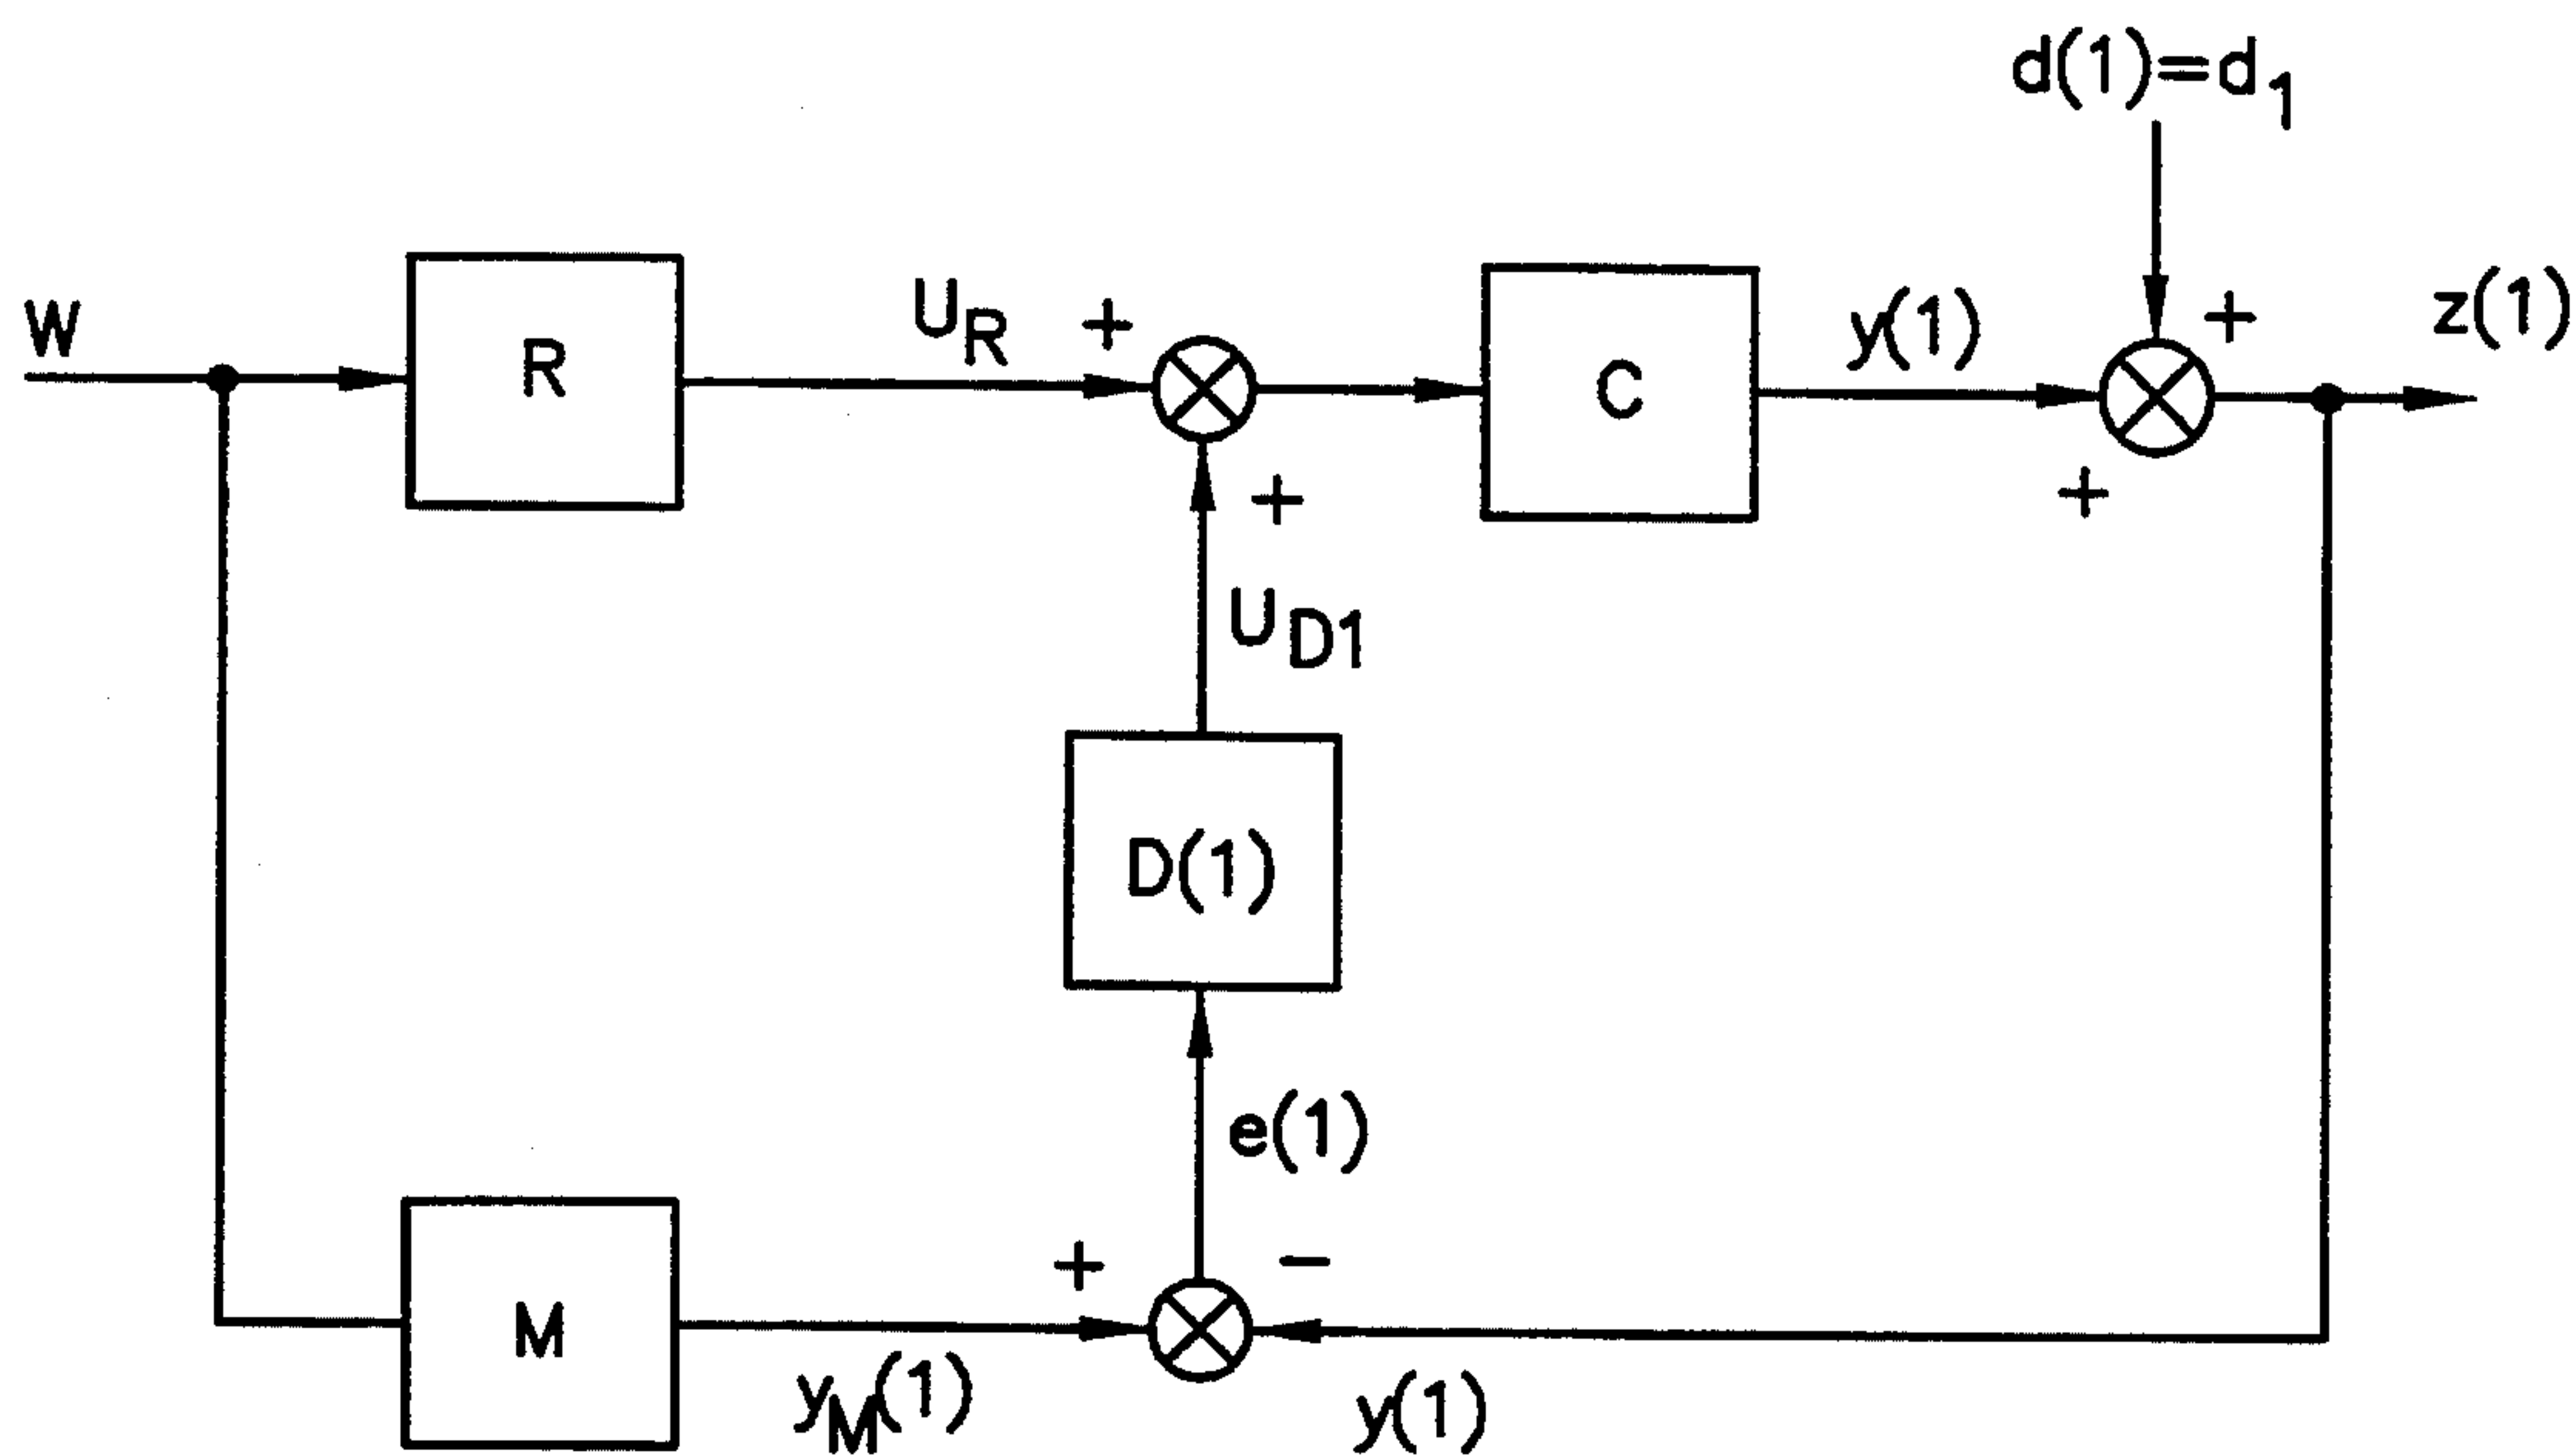 d(1)=d1
W
R
UR
+
C
y(1)
+
z(1)
+
+
UD1
D(1)
e(1)
+
−
M
yM(1)
y(1)